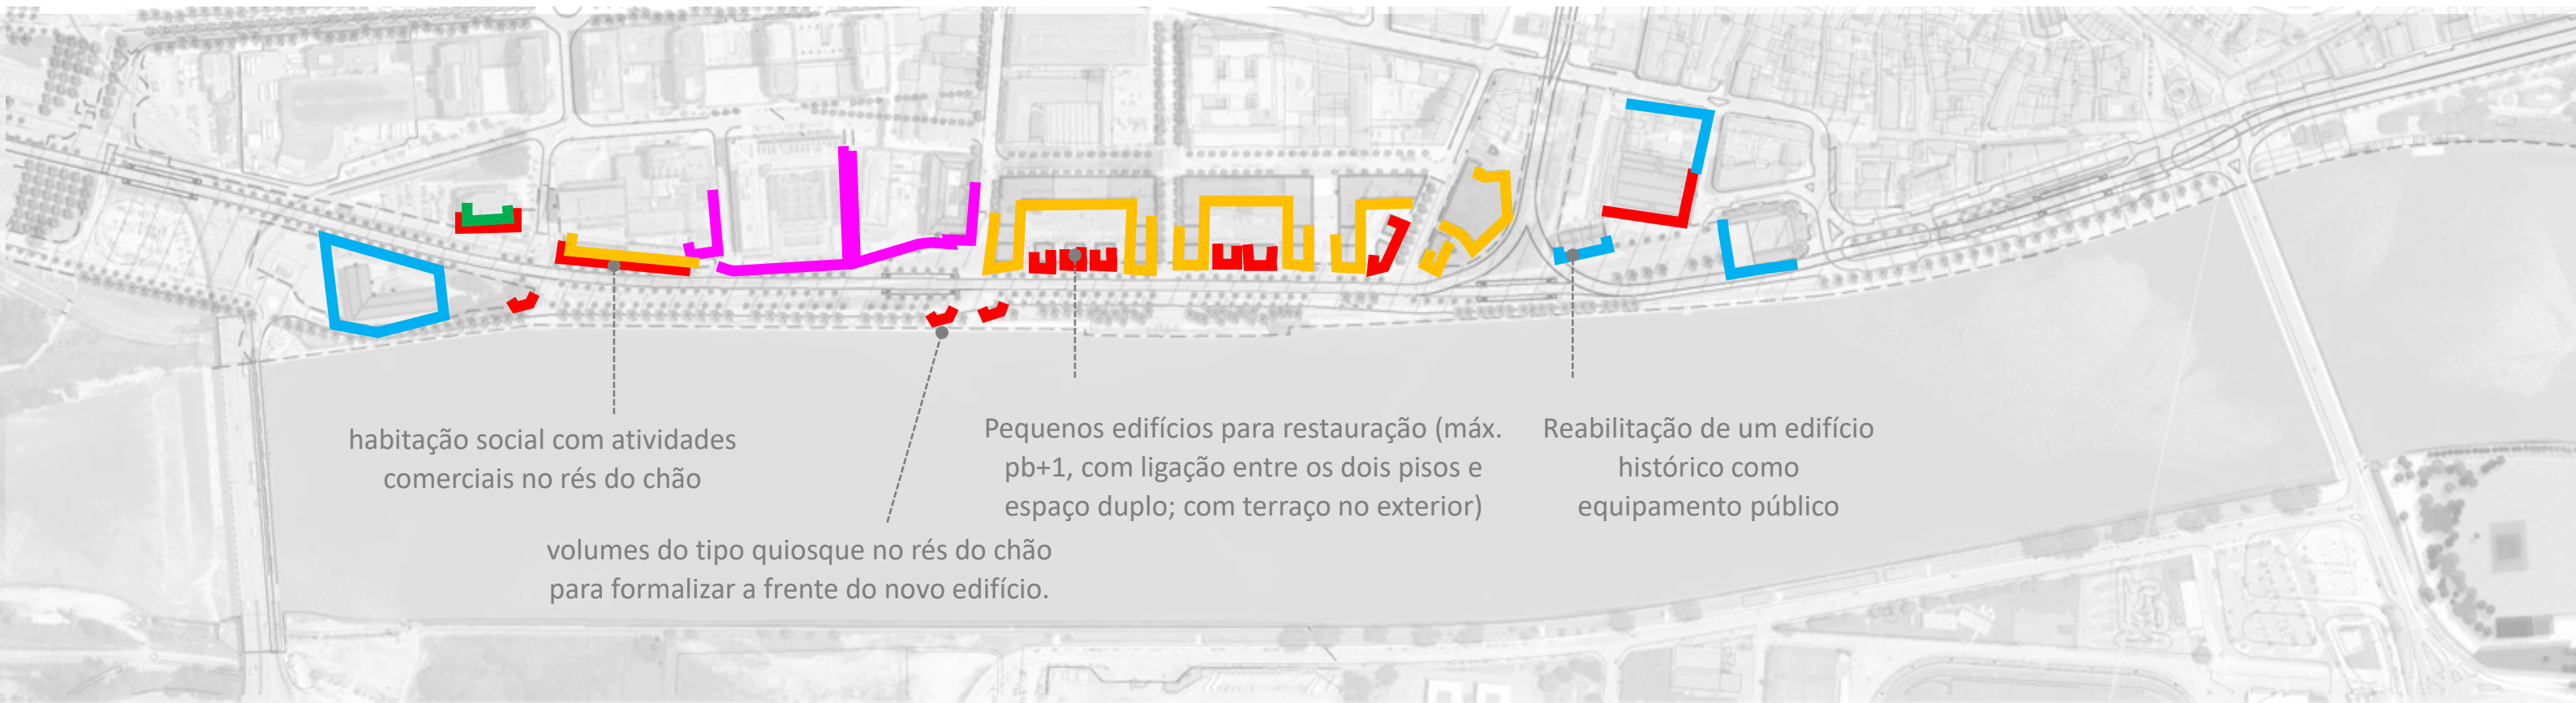 habitação social com atividades
comerciais no rés do chão
volumes do tipo quiosque no rés do chão
para formalizar a frente do novo edifício.
Pequenos edifícios para restauração (máx.
pb+1, com ligação entre os dois pisos e
espaço duplo; com terraço no exterior)
Reabilitação de um edifício
histórico como
equipamento público